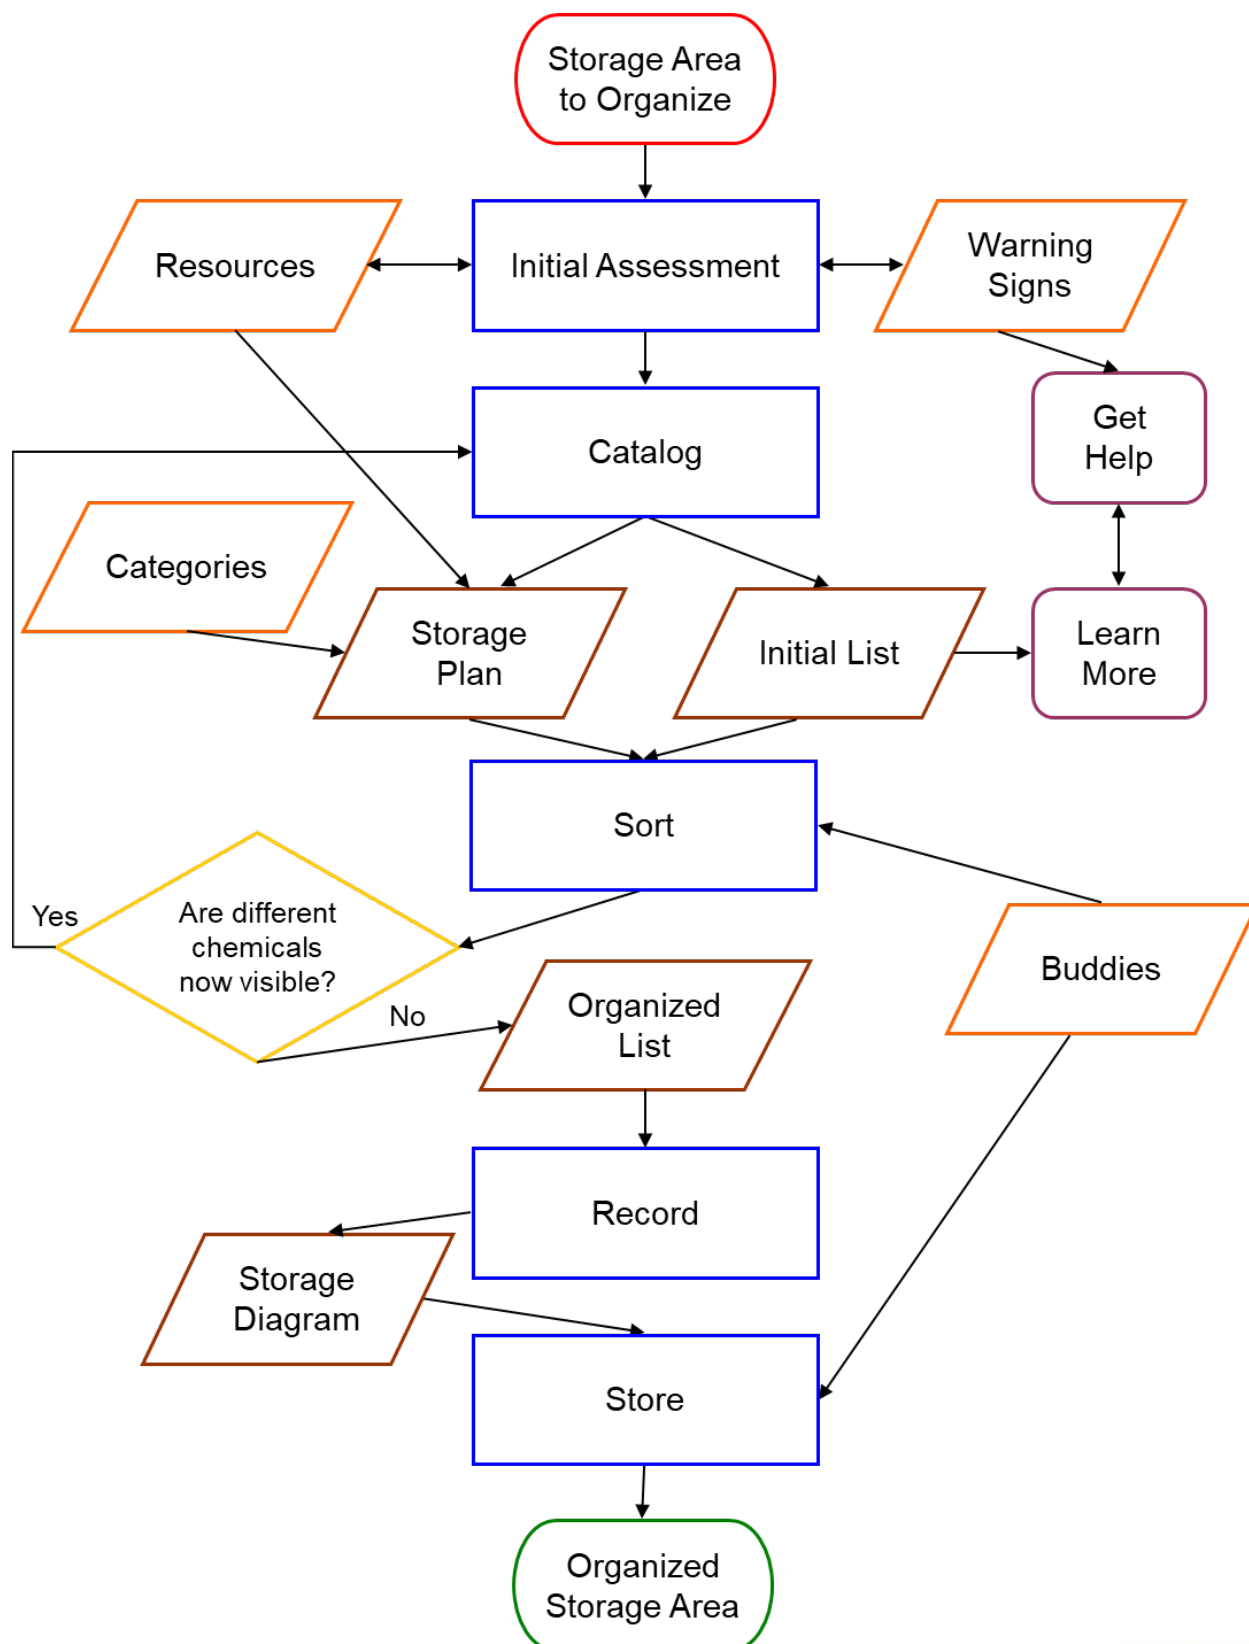 Storage Area
to Organize
Resources
Initial Assessment
Warning
Signs
Get
Help
Catalog
Categories
Storage
Plan
Initial List
Learn
More
Sort
Yes
Are different
chemicals
now visible?
No
Organized
List
Buddies
Record
Storage
Diagram
Store
Organized
Storage Area